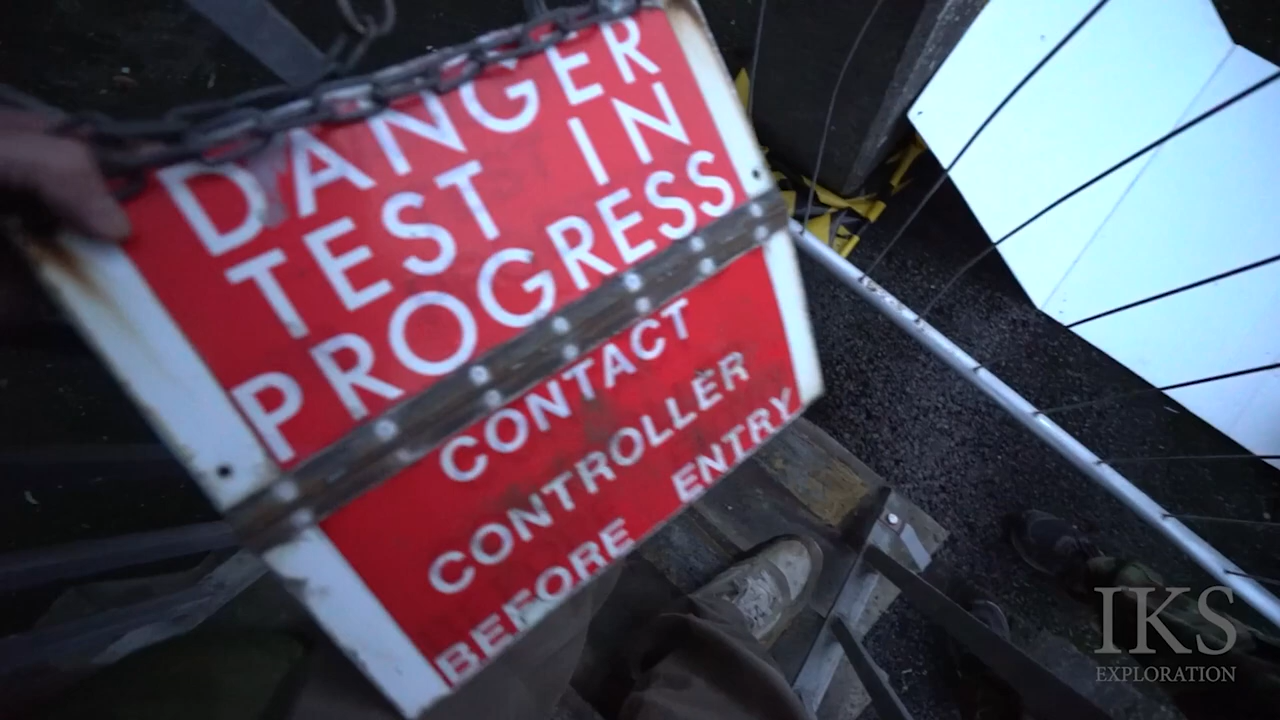 DANGER
TEST IN
PROGRESS
CONTACT
CONTROLLER
BEFORE ENTRY
IKS
EXPLORATION